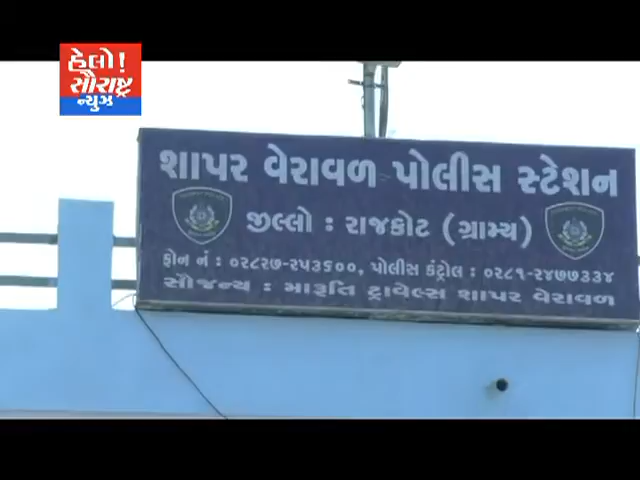 હેલો!
સૌરાષ્ટ્ર
ન્યુઝ
શાપર વેરાવળ પોલીસ સ્ટેશન
જીલ્લો : રાજકોટ (ગ્રામ્ય)
ફોન નં : ૦૨૮૨૭-૨૫૩૬૦૦, પોલીસ કંટ્રોલ : ૦૨૮૧-૨૪૭૭૩૩૪
સૌજન્ય : મારૂતિ ટ્રાવેલ્સ શાપર વેરાવળ